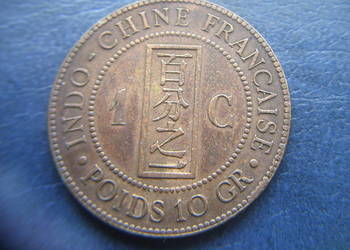 INDO-CHINE FRANÇAISE
1 百分之一 C
· POIDS 10 GR. ·